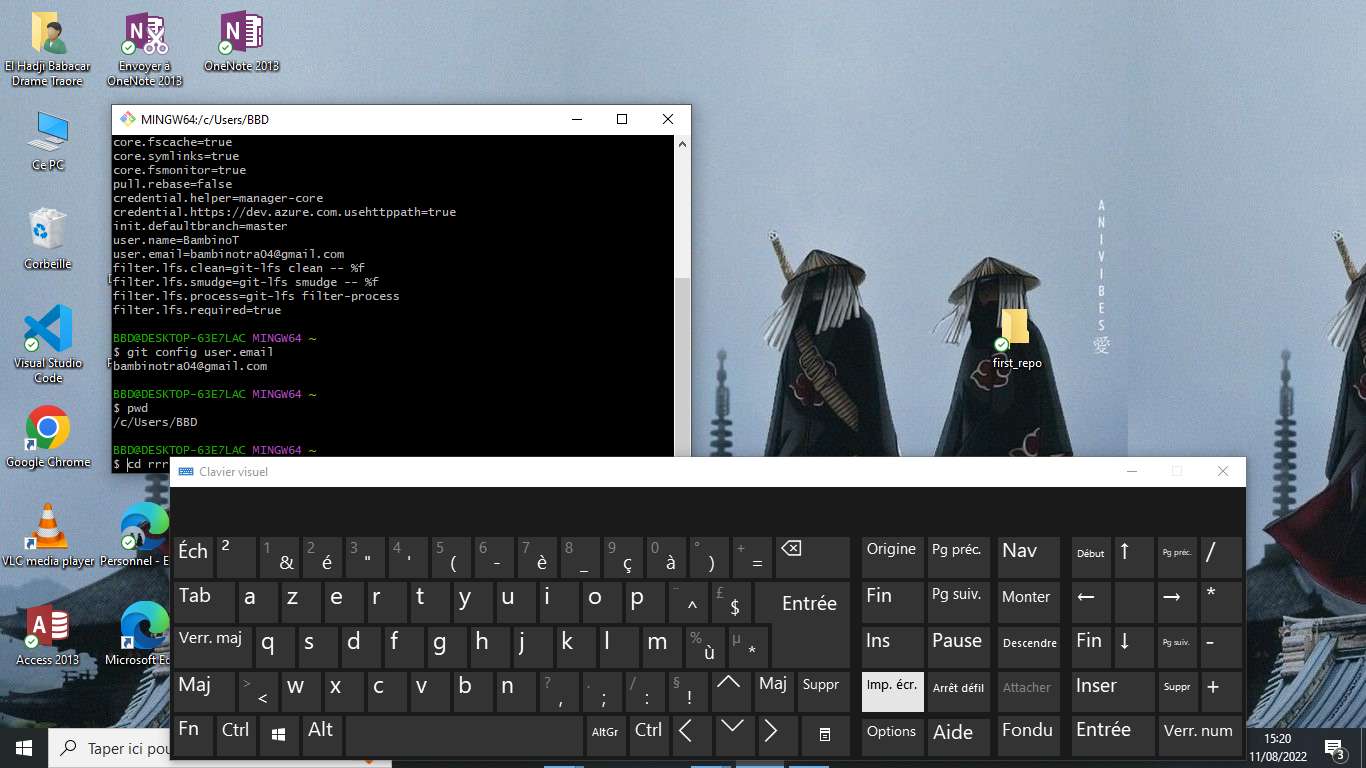 El Hadji Babacar
Drame Traore
Envoyer à
OneNote 2013
OneNote 2013
Ce PC
Corbeille
Visual Studio
Code
Google Chrome
VLC media player
Personnel - E
Access 2013
Microsoft Ed
first_repo
ANIVIBES愛
MINGW64:/c/Users/BBD
core.fscache=true
core.symlinks=true
core.fsmonitor=true
pull.rebase=false
credential.helper=manager-core
credential.https://dev.azure.com.usehttppath=true
init.defaultbranch=master
user.name=BambinoT
user.email=bambinotra04@gmail.com
filter.lfs.clean=git-lfs clean -- %f
filter.lfs.smudge=git-lfs smudge -- %f
filter.lfs.process=git-lfs filter-process
filter.lfs.required=true
BBD@DESKTOP-63E7LAC MINGW64 ~
$ git config user.email
bambinotra04@gmail.com
BBD@DESKTOP-63E7LAC MINGW64 ~
$ pwd
/c/Users/BBD
BBD@DESKTOP-63E7LAC MINGW64 ~
$ cd rrr
Clavier visuel
Éch ² 1 & 2 é 3 " 4 ' 5 ( 6 - 7 è 8 _ 9 ç 0 à ° ) + = Origine Pg préc. Nav Début ↑ Pg préc. /
Tab a z e r t y u i o p ¨ ^ £ $ Entrée Fin Pg suiv. Monter ← → *
Verr. maj q s d f g h j k l m % ù µ * Ins Pause Descendre Fin ↓ Pg suiv. -
Maj > < w x c v b n ? , . ; / : § ! Maj Suppr Imp. écr. Arrêt défil Attacher Inser Suppr +
Fn Ctrl Alt AltGr Ctrl Options Aide Fondu Entrée Verr. num
Taper ici pou
15:20
11/08/2022
3